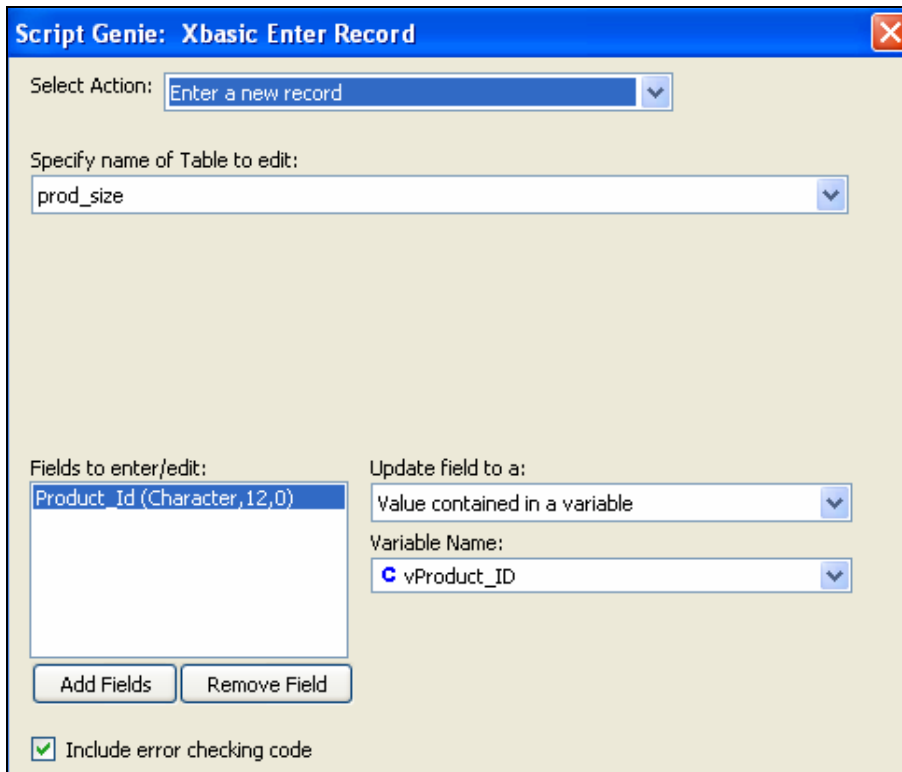 Script Genie: Xbasic Enter Record
Select Action: Enter a new record
Specify name of Table to edit:
prod_size
Fields to enter/edit:
Product_Id (Character,12,0)
Update field to a:
Value contained in a variable
Variable Name:
C vProduct_ID
Add Fields Remove Field
Include error checking code